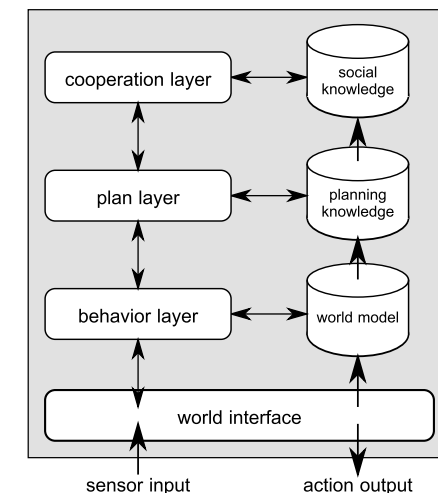 cooperation layer
social
knowledge
plan layer
planning
knowledge
behavior layer
world model
world interface
sensor input
action output